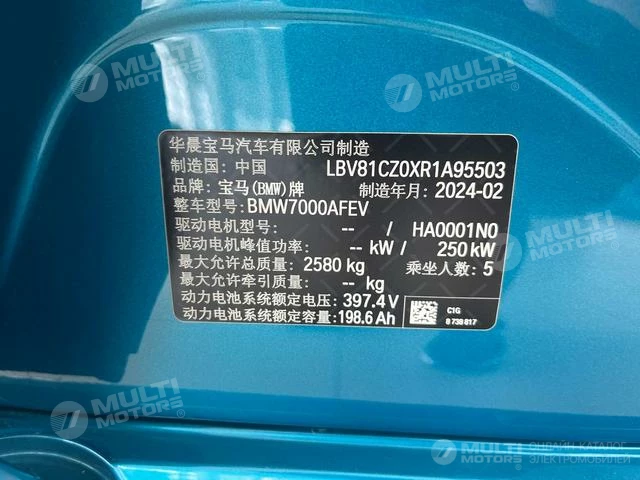 MULTI MOTORS
MULTI MOTORS
华晨宝马汽车有限公司制造
制造国: 中国 LBV81CZ0XR1A95503
品牌: 宝马(BMW)牌 制造年月: 2024-02
整车型号: BMW7000AFEV
驱动电机型号: -- / HA0001N0
驱动电机峰值功率: -- kW / 250 kW
最大允许总质量: 2580 kg 乘坐人数: 5
最大允许牵引质量: -- kg
动力电池系统额定电压: 397.4V
动力电池系统额定容量: 198.6Ah
C1G
8 738 817
MULTI MOTORS
MULTI MOTORS
MULTI MOTORS
ОНЛАЙН КАТАЛОГ
ЭЛЕКТРОМОБИЛЕЙ